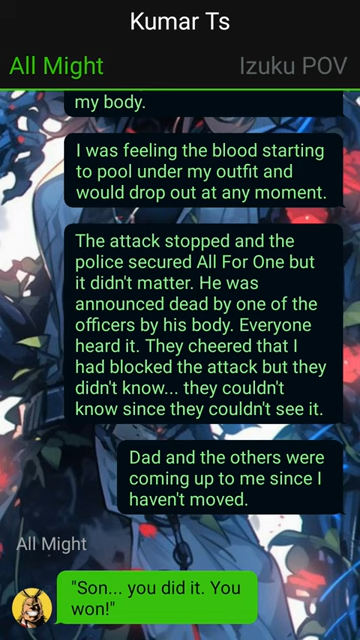 Kumar Ts
All Might
Izuku POV
my body.
I was feeling the blood starting
to pool under my outfit and
would drop out at any moment.
The attack stopped and the
police secured All For One but
it didn't matter. He was
announced dead by one of the
officers by his body. Everyone
heard it. They cheered that I
had blocked the attack but they
didn't know... they couldn't
know since they couldn't see it.
Dad and the others were
coming up to me since I
haven't moved.
All Might
"Son... you did it. You
won!"